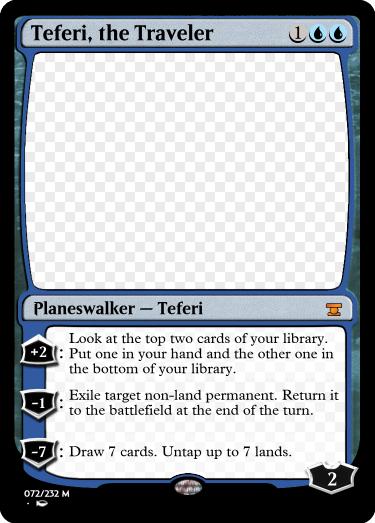 Teferi, the Traveler 1
Planeswalker — Teferi
Look at the top two cards of your library.
+2 : Put one in your hand and the other one in
the bottom of your library.
-1 : Exile target non-land permanent. Return it
to the battlefield at the end of the turn.
-7 : Draw 7 cards. Untap up to 7 lands.
2
072/232 M